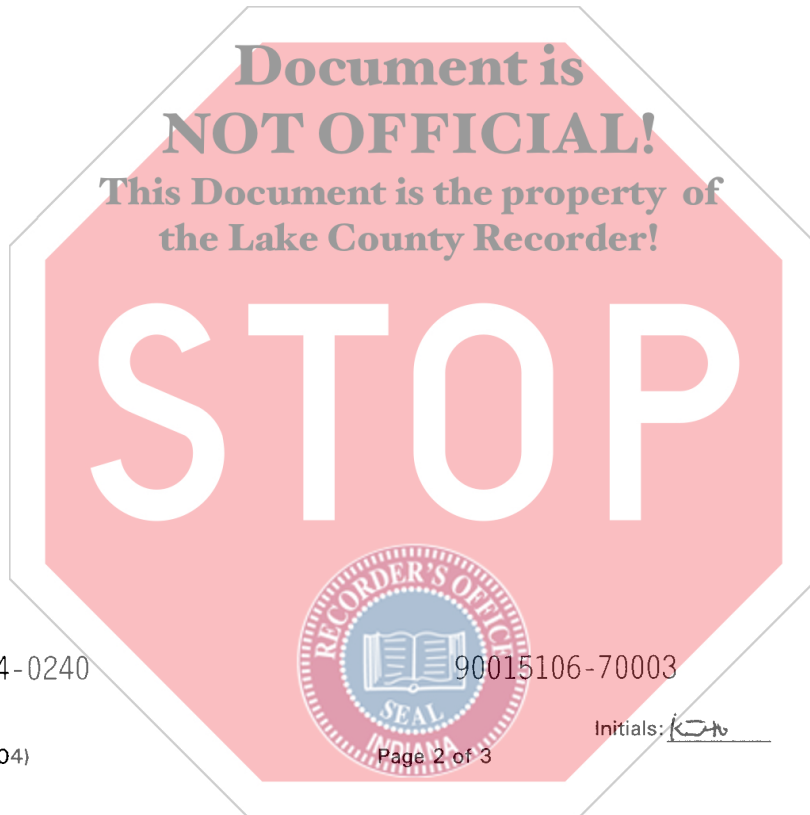 Document is
NOT OFFICIAL!
This Document is the property of
the Lake County Recorder!
STOP
RECORDER'S OFFICE
SEAL
INDIANA
4-0240
90015106-70003
Initials:
04)
Page 2 of 3